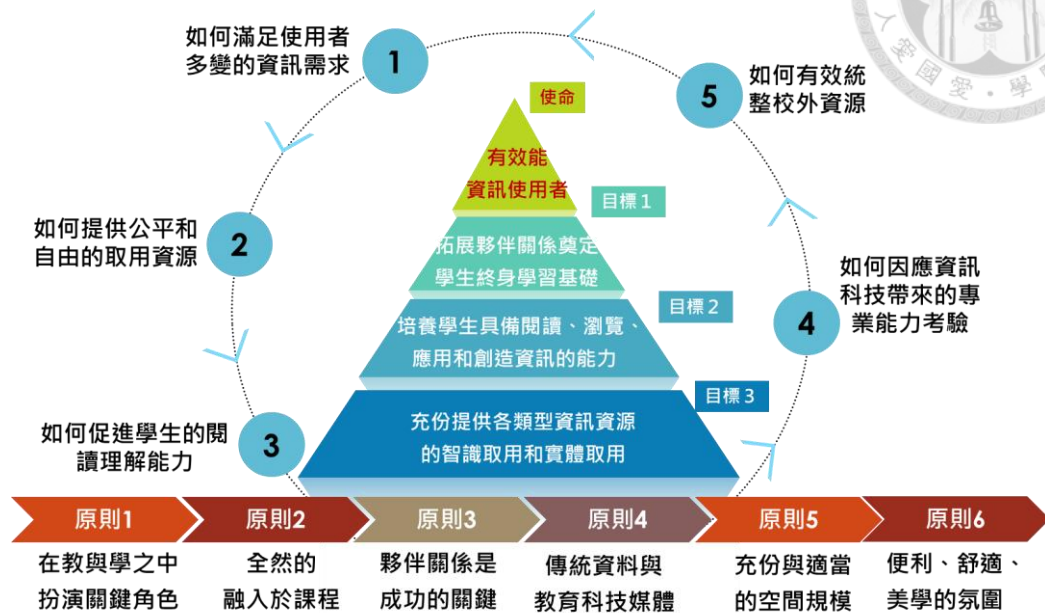 如何滿足使用者
多變的資訊需求
1
如何提供公平和
自由的取用資源
2
如何促進學生的閱
讀理解能力
3
如何因應資訊
科技帶來的專
業能力考驗
4
如何有效統
整校外資源
5
使命
有效能
資訊使用者
目標 1
拓展夥伴關係奠定
學生終身學習基礎
目標 2
培養學生具備閱讀、瀏覽、
應用和創造資訊的能力
目標 3
充份提供各類型資訊資源
的智識取用和實體取用
原則1
在教與學之中
扮演關鍵角色
原則2
全然的
融入於課程
原則3
夥伴關係是
成功的關鍵
原則4
傳統資料與
教育科技媒體
原則5
充份與適當
的空間規模
原則6
便利、舒適、
美學的氛圍
人愛國愛・學